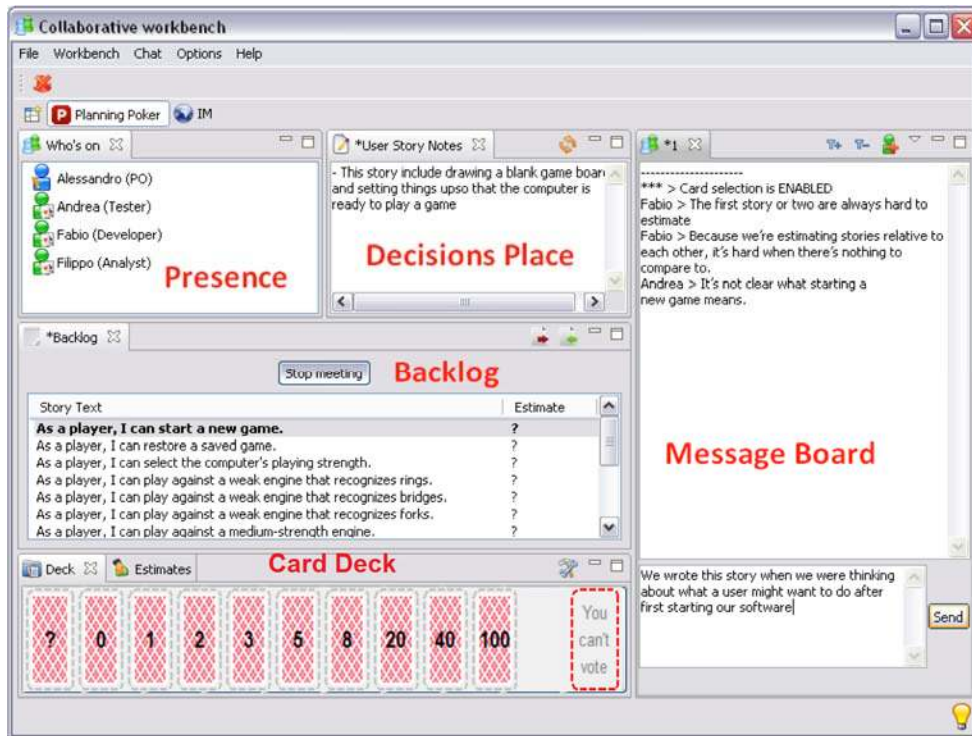 Collaborative workbench
File Workbench Chat Options Help
Planning Poker IM
Who's on
Alessandro (PO)
Andrea (Tester)
Fabio (Developer)
Filippo (Analyst)
Presence
*User Story Notes
- This story include drawing a blank game board
and setting things upso that the computer is
ready to play a game
Decisions Place
*1
----------------------
*** > Card selection is ENABLED
Fabio > The first story or two are always hard to
estimate
Fabio > Because we're estimating stories relative to
each other, it's hard when there's nothing to
compare to.
Andrea > It's not clear what starting a
new game means.
Message Board
*Backlog
Stop meeting
Backlog
Story Text Estimate
As a player, I can start a new game. ?
As a player, I can restore a saved game. ?
As a player, I can select the computer's playing strength. ?
As a player, I can play against a weak engine that recognizes rings. ?
As a player, I can play against a weak engine that recognizes bridges. ?
As a player, I can play against a weak engine that recognizes forks. ?
As a player, I can play against a medium-strength engine. ?
Deck Estimates
Card Deck
? 0 1 2 3 5 8 20 40 100
You
can't
vote
We wrote this story when we were thinking
about what a user might want to do after
first starting our software
Send